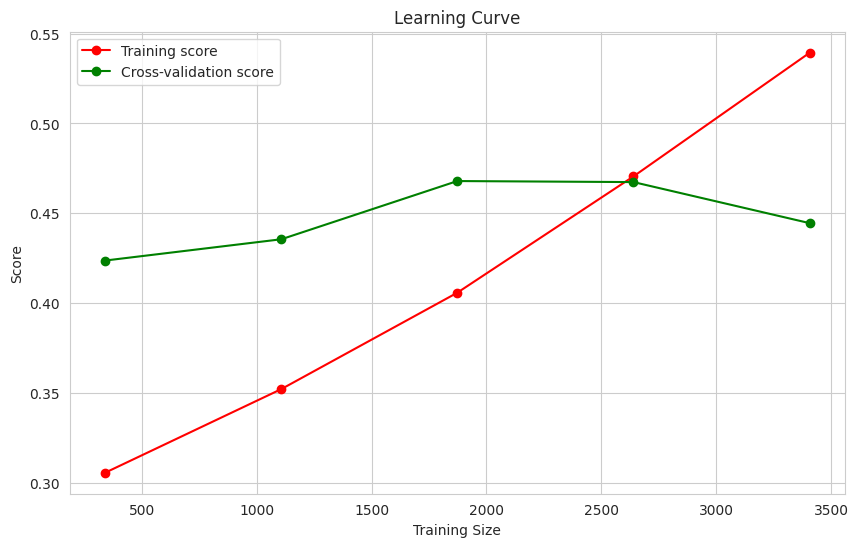 Learning Curve
Training score
Cross-validation score
0.55
0.50
0.45
0.40
0.35
0.30
Score
500
1000
1500
2000
2500
3000
3500
Training Size